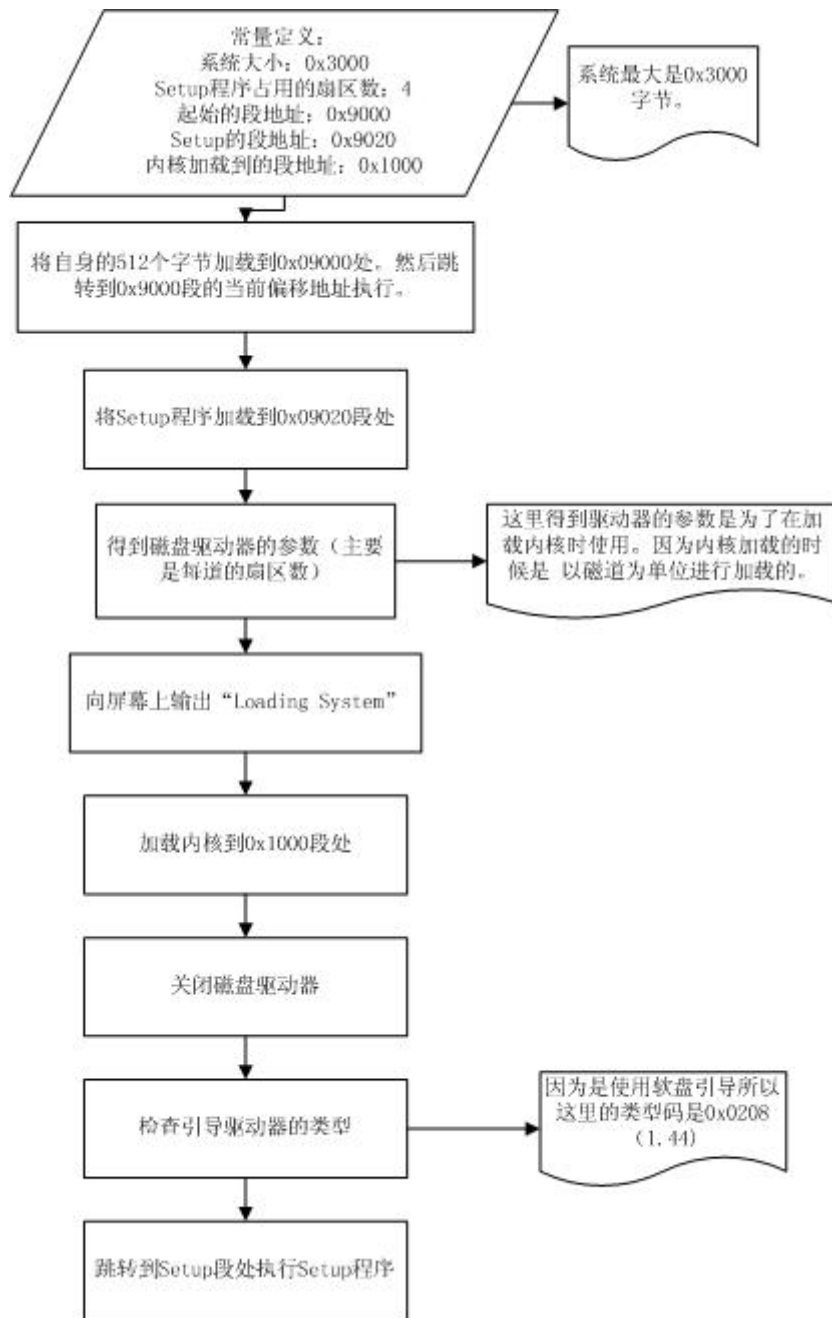 常量定义：
系统大小：0x3000
Setup程序占用的扇区数：4
起始的段地址：0x9000
Setup的段地址：0x9020
内核加载到的段地址：0x1000
系统最大是0x3000
字节。
将自身的512个字节加载到0x09000处。然后跳
转到0x9000段的当前偏移地址执行。
将Setup程序加载到0x09020段处
得到磁盘驱动器的参数（主要
是每道的扇区数）
这里得到驱动器的参数是为了在加
载内核时使用。因为内核加载的时
候是 以磁道为单位进行加载的。
向屏幕上输出“Loading System”
加载内核到0x1000段处
关闭磁盘驱动器
检查引导驱动器的类型
因为是使用软盘引导所以
这里的类型码是0x0208
（1,44）
跳转到Setup段处执行Setup程序